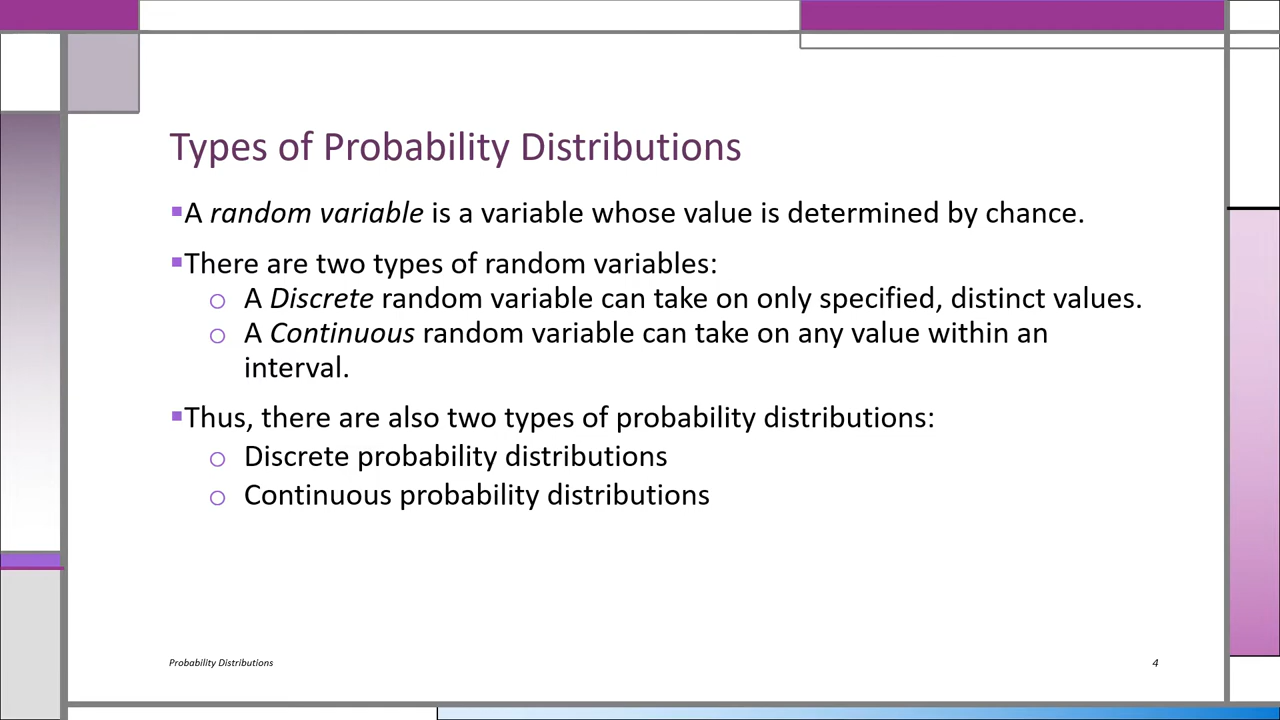 Types of Probability Distributions
▪A random variable is a variable whose value is determined by chance.
▪There are two types of random variables:
o A Discrete random variable can take on only specified, distinct values.
o A Continuous random variable can take on any value within an
interval.
▪Thus, there are also two types of probability distributions:
o Discrete probability distributions
o Continuous probability distributions
Probability Distributions
4